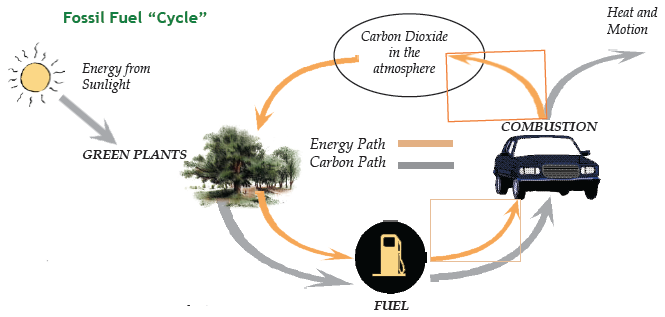 Fossil Fuel “Cycle”
Heat and
Motion
Carbon Dioxide
in the
atmosphere
Energy from
Sunlight
COMBUSTION
GREEN PLANTS
Energy Path
Carbon Path
FUEL